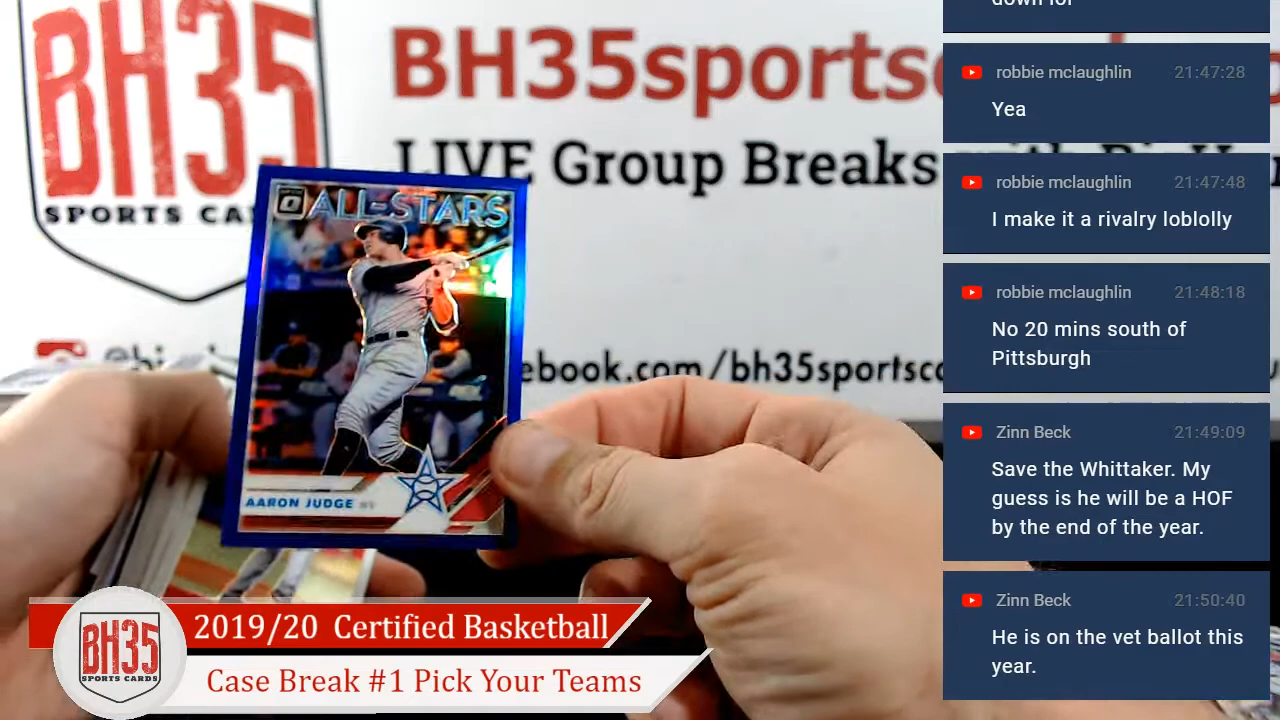 BH35
SPORTS CA
BH35sportsc
LIVE Group Breaks
ebook.com/bh35sportsc
ALL-STARS
AARON JUDGE
BH35
SPORTS CARDS
2019/20 Certified Basketball
Case Break #1 Pick Your Teams
robbie mclaughlin 21:47:28
Yea
robbie mclaughlin 21:47:48
I make it a rivalry loblolly
robbie mclaughlin 21:48:18
No 20 mins south of
Pittsburgh
Zinn Beck 21:49:09
Save the Whittaker. My
guess is he will be a HOF
by the end of the year.
Zinn Beck 21:50:40
He is on the vet ballot this
year.